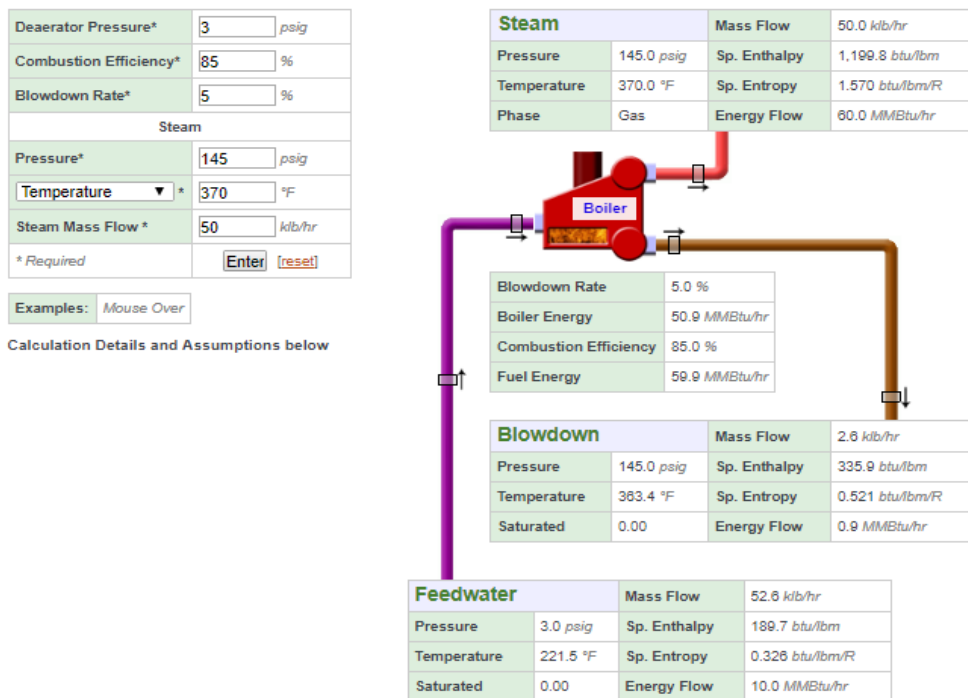 Deaerator Pressure* 3 psig
Combustion Efficiency* 85 %
Blowdown Rate* 5 %
Steam
Pressure* 145 psig
Temperature ▼ * 370 °F
Steam Mass Flow * 50 klb/hr
* Required Enter [reset]
Examples: Mouse Over
Calculation Details and Assumptions below
Steam Mass Flow 50.0 klb/hr
Pressure 145.0 psig Sp. Enthalpy 1,199.8 btu/lbm
Temperature 370.0 °F Sp. Entropy 1.570 btu/lbm/R
Phase Gas Energy Flow 60.0 MMBtu/hr
Boiler
Blowdown Rate 5.0 %
Boiler Energy 50.9 MMBtu/hr
Combustion Efficiency 85.0 %
Fuel Energy 59.9 MMBtu/hr
Blowdown Mass Flow 2.6 klb/hr
Pressure 145.0 psig Sp. Enthalpy 335.9 btu/lbm
Temperature 363.4 °F Sp. Entropy 0.521 btu/lbm/R
Saturated 0.00 Energy Flow 0.9 MMBtu/hr
Feedwater Mass Flow 52.6 klb/hr
Pressure 3.0 psig Sp. Enthalpy 189.7 btu/lbm
Temperature 221.5 °F Sp. Entropy 0.326 btu/lbm/R
Saturated 0.00 Energy Flow 10.0 MMBtu/hr